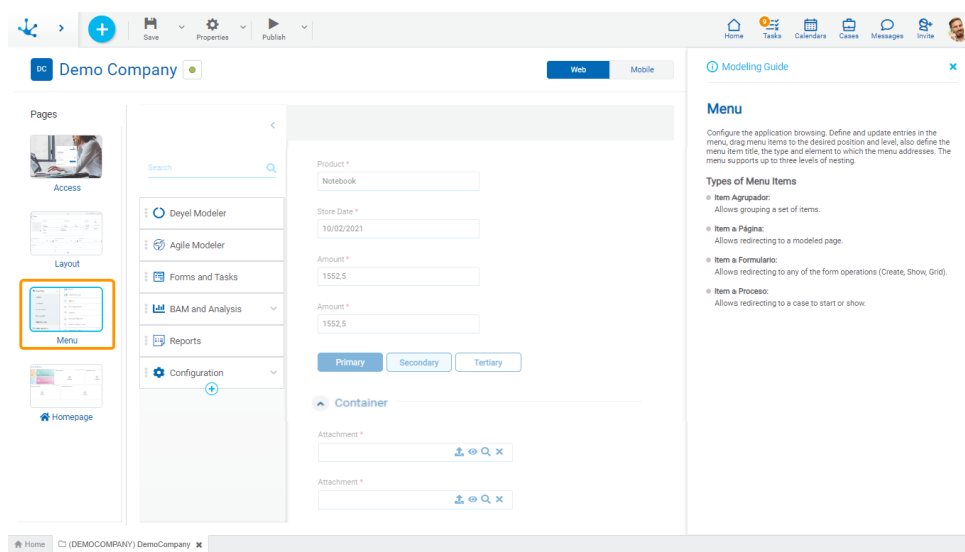 Save
Properties
Publish
Home
9
Tasks
Calendars
Cases
Messages
Invite
DC
Demo Company
Web
Mobile
Modeling Guide
Pages
Access
Layout
Menu
Homepage
Search
Deyel Modeler
Agile Modeler
Forms and Tasks
BAM and Analysis
Reports
Configuration
Product *
Notebook
Store Date *
10/02/2021
Amount *
1552,5
Amount *
1552,5
Primary
Secondary
Tertiary
Container
Attachment *
Attachment *
Menu
Configure the application browsing. Define and update entries in the
menu, drag menu items to the desired position and level, also define the
menu item title, the type and element to which the menu addresses. The
menu supports up to three levels of nesting.
Types of Menu Items
Item Agrupador:
Allows grouping a set of items.
Item a Página:
Allows redirecting to a modeled page.
Item a Formulario:
Allows redirecting to any of the form operations (Create, Show, Grid).
Item a Proceso:
Allows redirecting to a case to start or show.
Home
(DEMOCOMPANY) DemoCompany